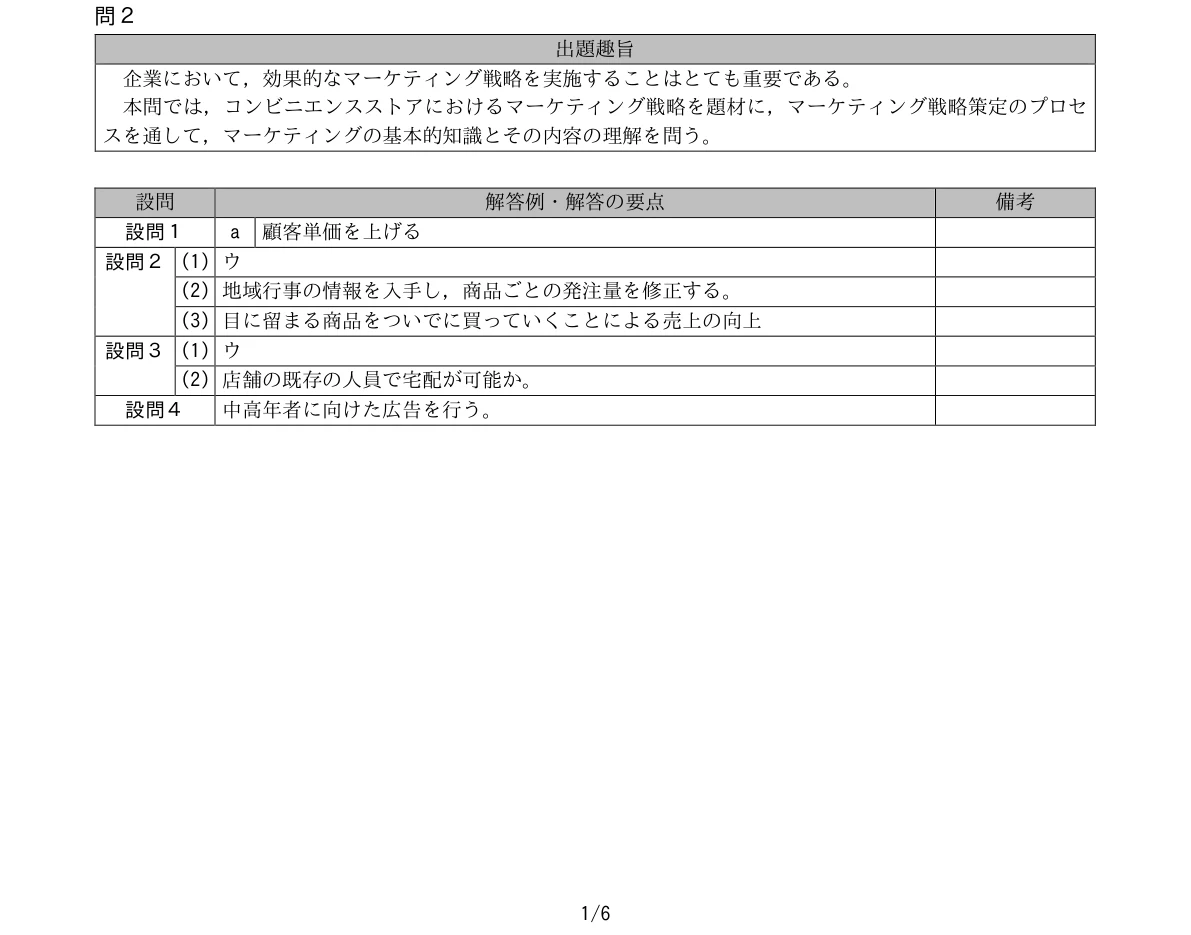 問２
出題趣旨
企業において，効果的なマーケティング戦略を実施することはとても重要である。
本問では，コンビニエンスストアにおけるマーケティング戦略を題材に，マーケティング戦略策定のプロセ
スを通して，マーケティングの基本的知識とその内容の理解を問う。
設問 解答例・解答の要点 備考
設問１ a 顧客単価を上げる
設問２ (1) ウ
(2) 地域行事の情報を入手し，商品ごとの発注量を修正する。
(3) 目に留まる商品をついでに買っていくことによる売上の向上
設問３ (1) ウ
(2) 店舗の既存の人員で宅配が可能か。
設問４ 中高年者に向けた広告を行う。
1/6